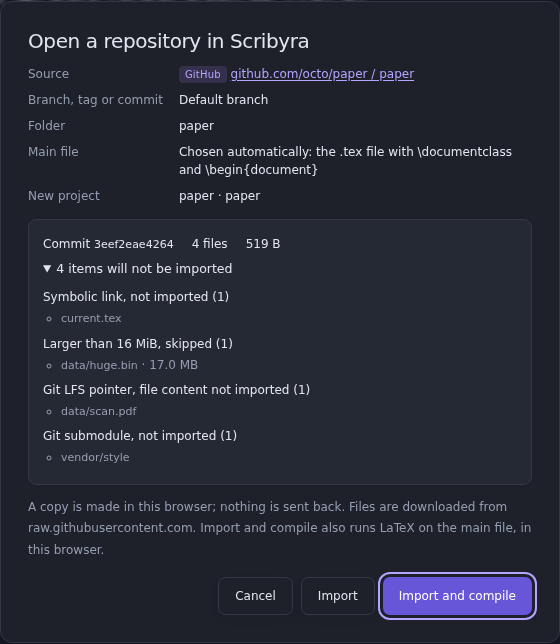 Open a repository in Scribyra
Source GitHub github.com/octo/paper / paper
Branch, tag or commit Default branch
Folder paper
Main file Chosen automatically: the .tex file with \documentclass
and \begin{document}
New project paper · paper
Commit 3eef2eae4264 4 files 519 B
▼ 4 items will not be imported
Symbolic link, not imported (1)
◦ current.tex
Larger than 16 MiB, skipped (1)
◦ data/huge.bin · 17.0 MB
Git LFS pointer, file content not imported (1)
◦ data/scan.pdf
Git submodule, not imported (1)
◦ vendor/style
A copy is made in this browser; nothing is sent back. Files are downloaded from
raw.githubusercontent.com. Import and compile also runs LaTeX on the main file, in
this browser.
Cancel Import Import and compile